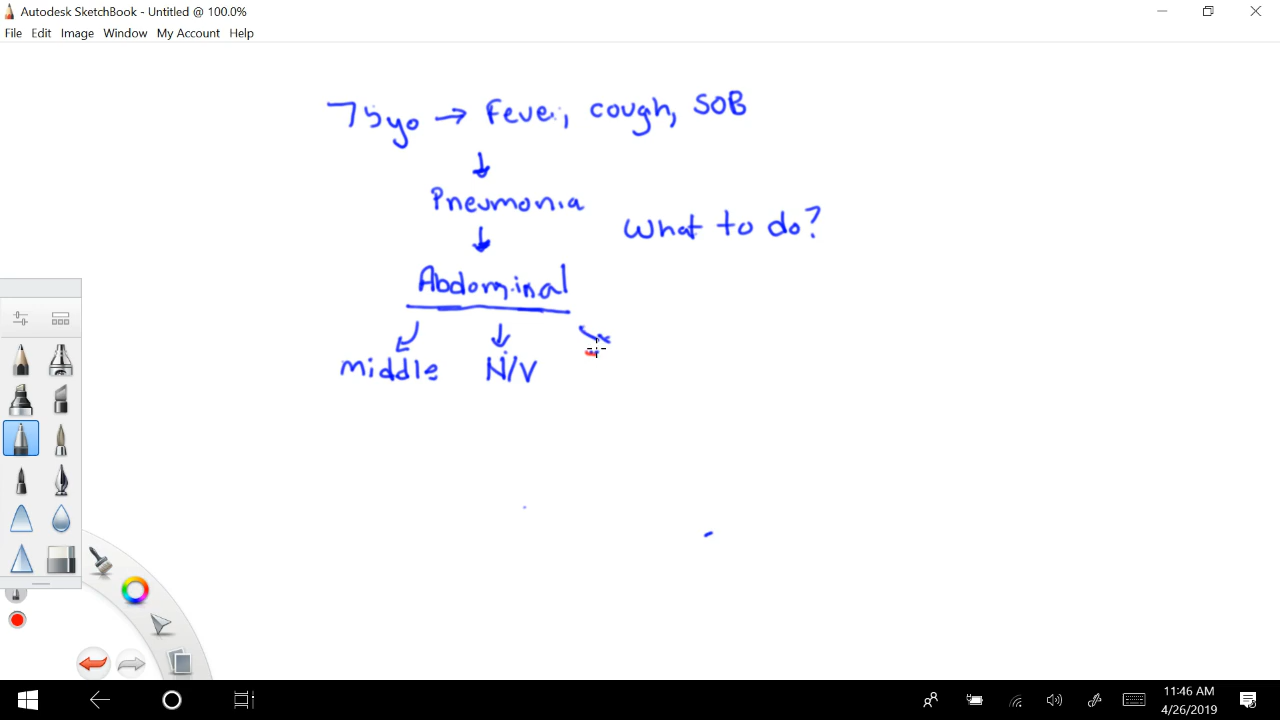 Autodesk SketchBook - Untitled @ 100.0%
File Edit Image Window My Account Help
75yo → Fever, cough, SOB
Pneumonia
What to do?
Abdominal
middle N/V
11:46 AM
4/26/2019